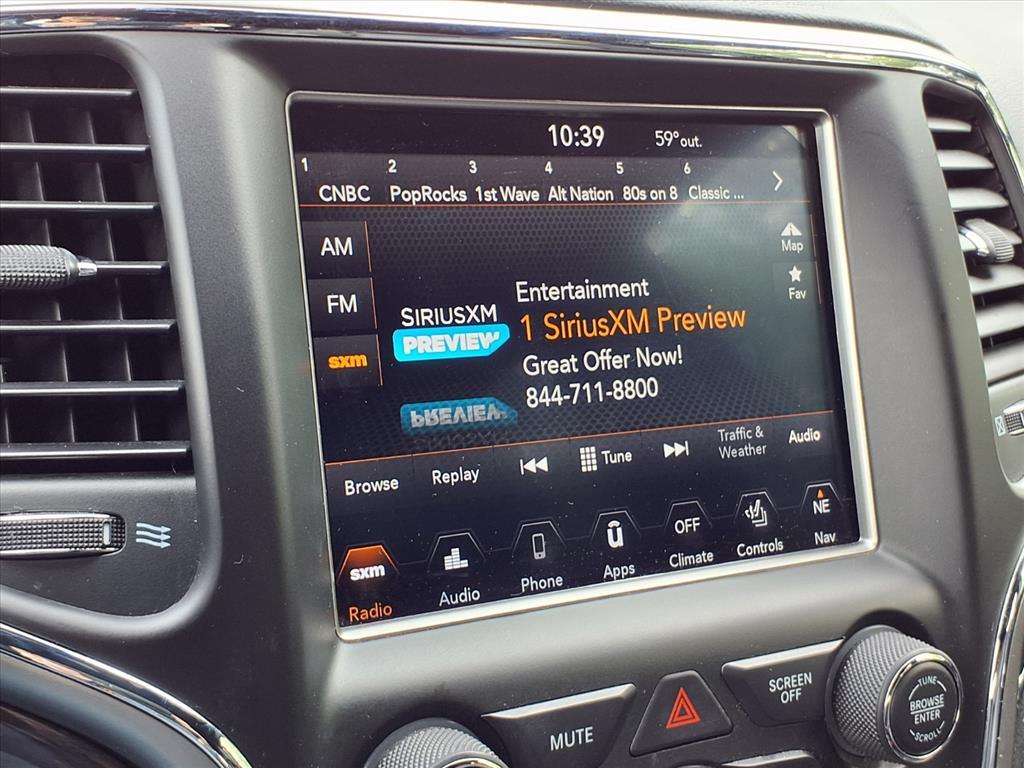 10:39 59°out.
1 2 3 4 5 6
CNBC PopRocks 1st Wave Alt Nation 80s on 8 Classic ...
AM
Map
FM
Fav
sxm
SIRIUSXM
PREVIEW
Entertainment
1 SiriusXM Preview
Great Offer Now!
844-711-8800
PREVIEW
Browse Replay Tune Traffic & Weather Audio
sxm OFF NE
Radio Audio Phone Apps Climate Controls Nav
MUTE
SCREEN
OFF
TUNE
BROWSE
ENTER
SCROLL